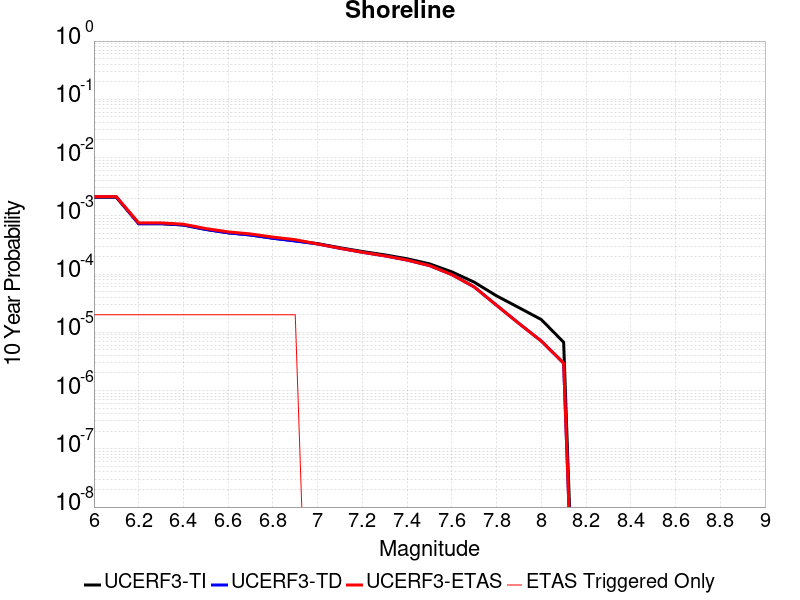 Shoreline
10^0
10^-1
10^-2
10^-3
10^-4
10^-5
10^-6
10^-7
10^-8
10 Year Probability
6 6.2 6.4 6.6 6.8 7 7.2 7.4 7.6 7.8 8 8.2 8.4 8.6 8.8 9
Magnitude
UCERF3-TI UCERF3-TD UCERF3-ETAS ETAS Triggered Only